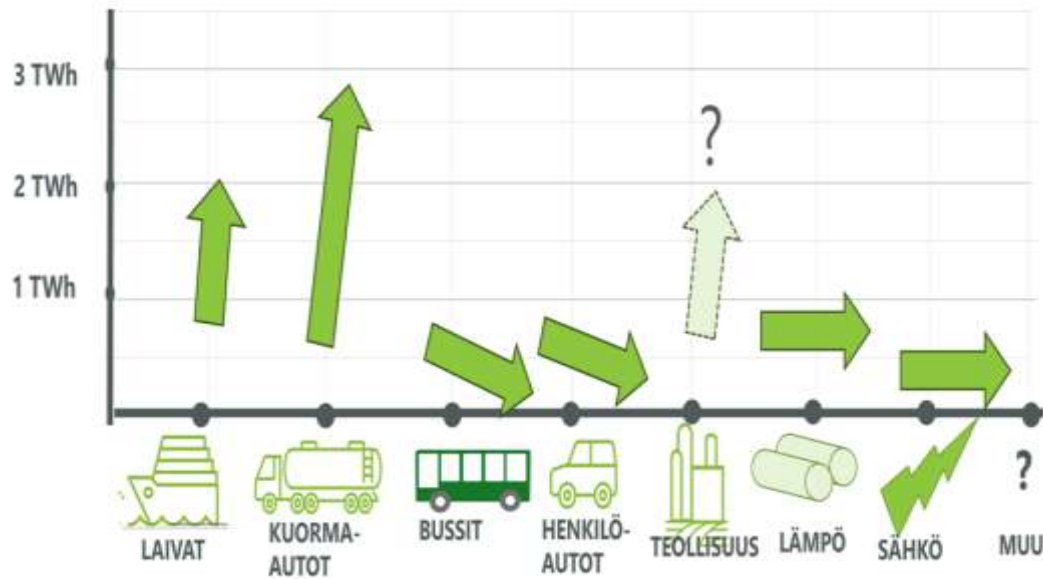 3 TWh
2 TWh
1 TWh
?
LAIVAT
KUORMA-
AUTOT
BUSSIT
HENKILÖ-
AUTOT
TEOLLISUUS
LÄMPÖ
SÄHKÖ
?
MUU